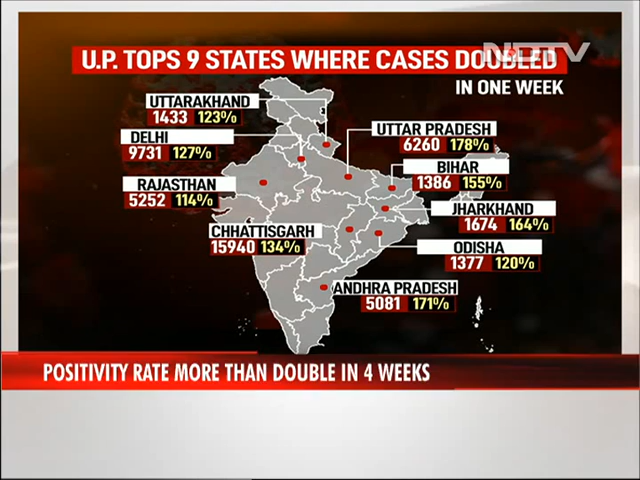 NDTV
U.P. TOPS 9 STATES WHERE CASES DOUBLED
IN ONE WEEK
UTTARAKHAND
1433 123%
DELHI
9731 127%
RAJASTHAN
5252 114%
CHHATTISGARH
15940 134%
UTTAR PRADESH
6260 178%
BIHAR
1386 155%
JHARKHAND
1674 164%
ODISHA
1377 120%
ANDHRA PRADESH
5081 171%
POSITIVITY RATE MORE THAN DOUBLE IN 4 WEEKS